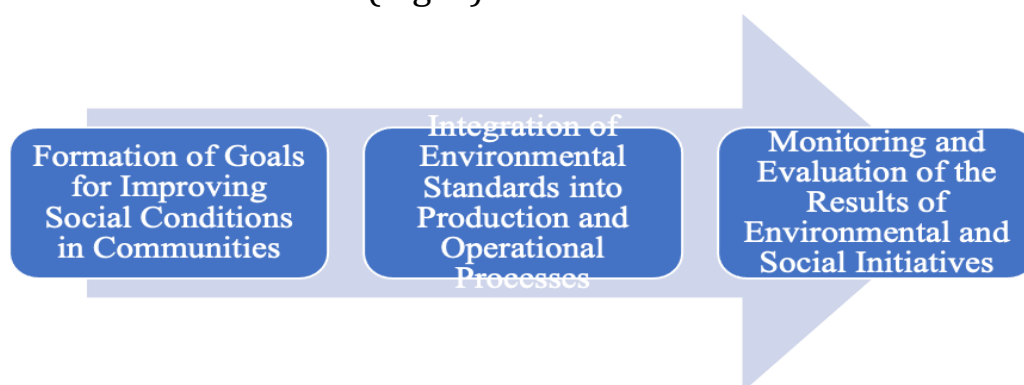 Formation of Goals
for Improving
Social Conditions
in Communities
Integration of
Environmental
Standards into
Production and
Operational
Processes
Monitoring and
Evaluation of the
Results of
Environmental and
Social Initiatives